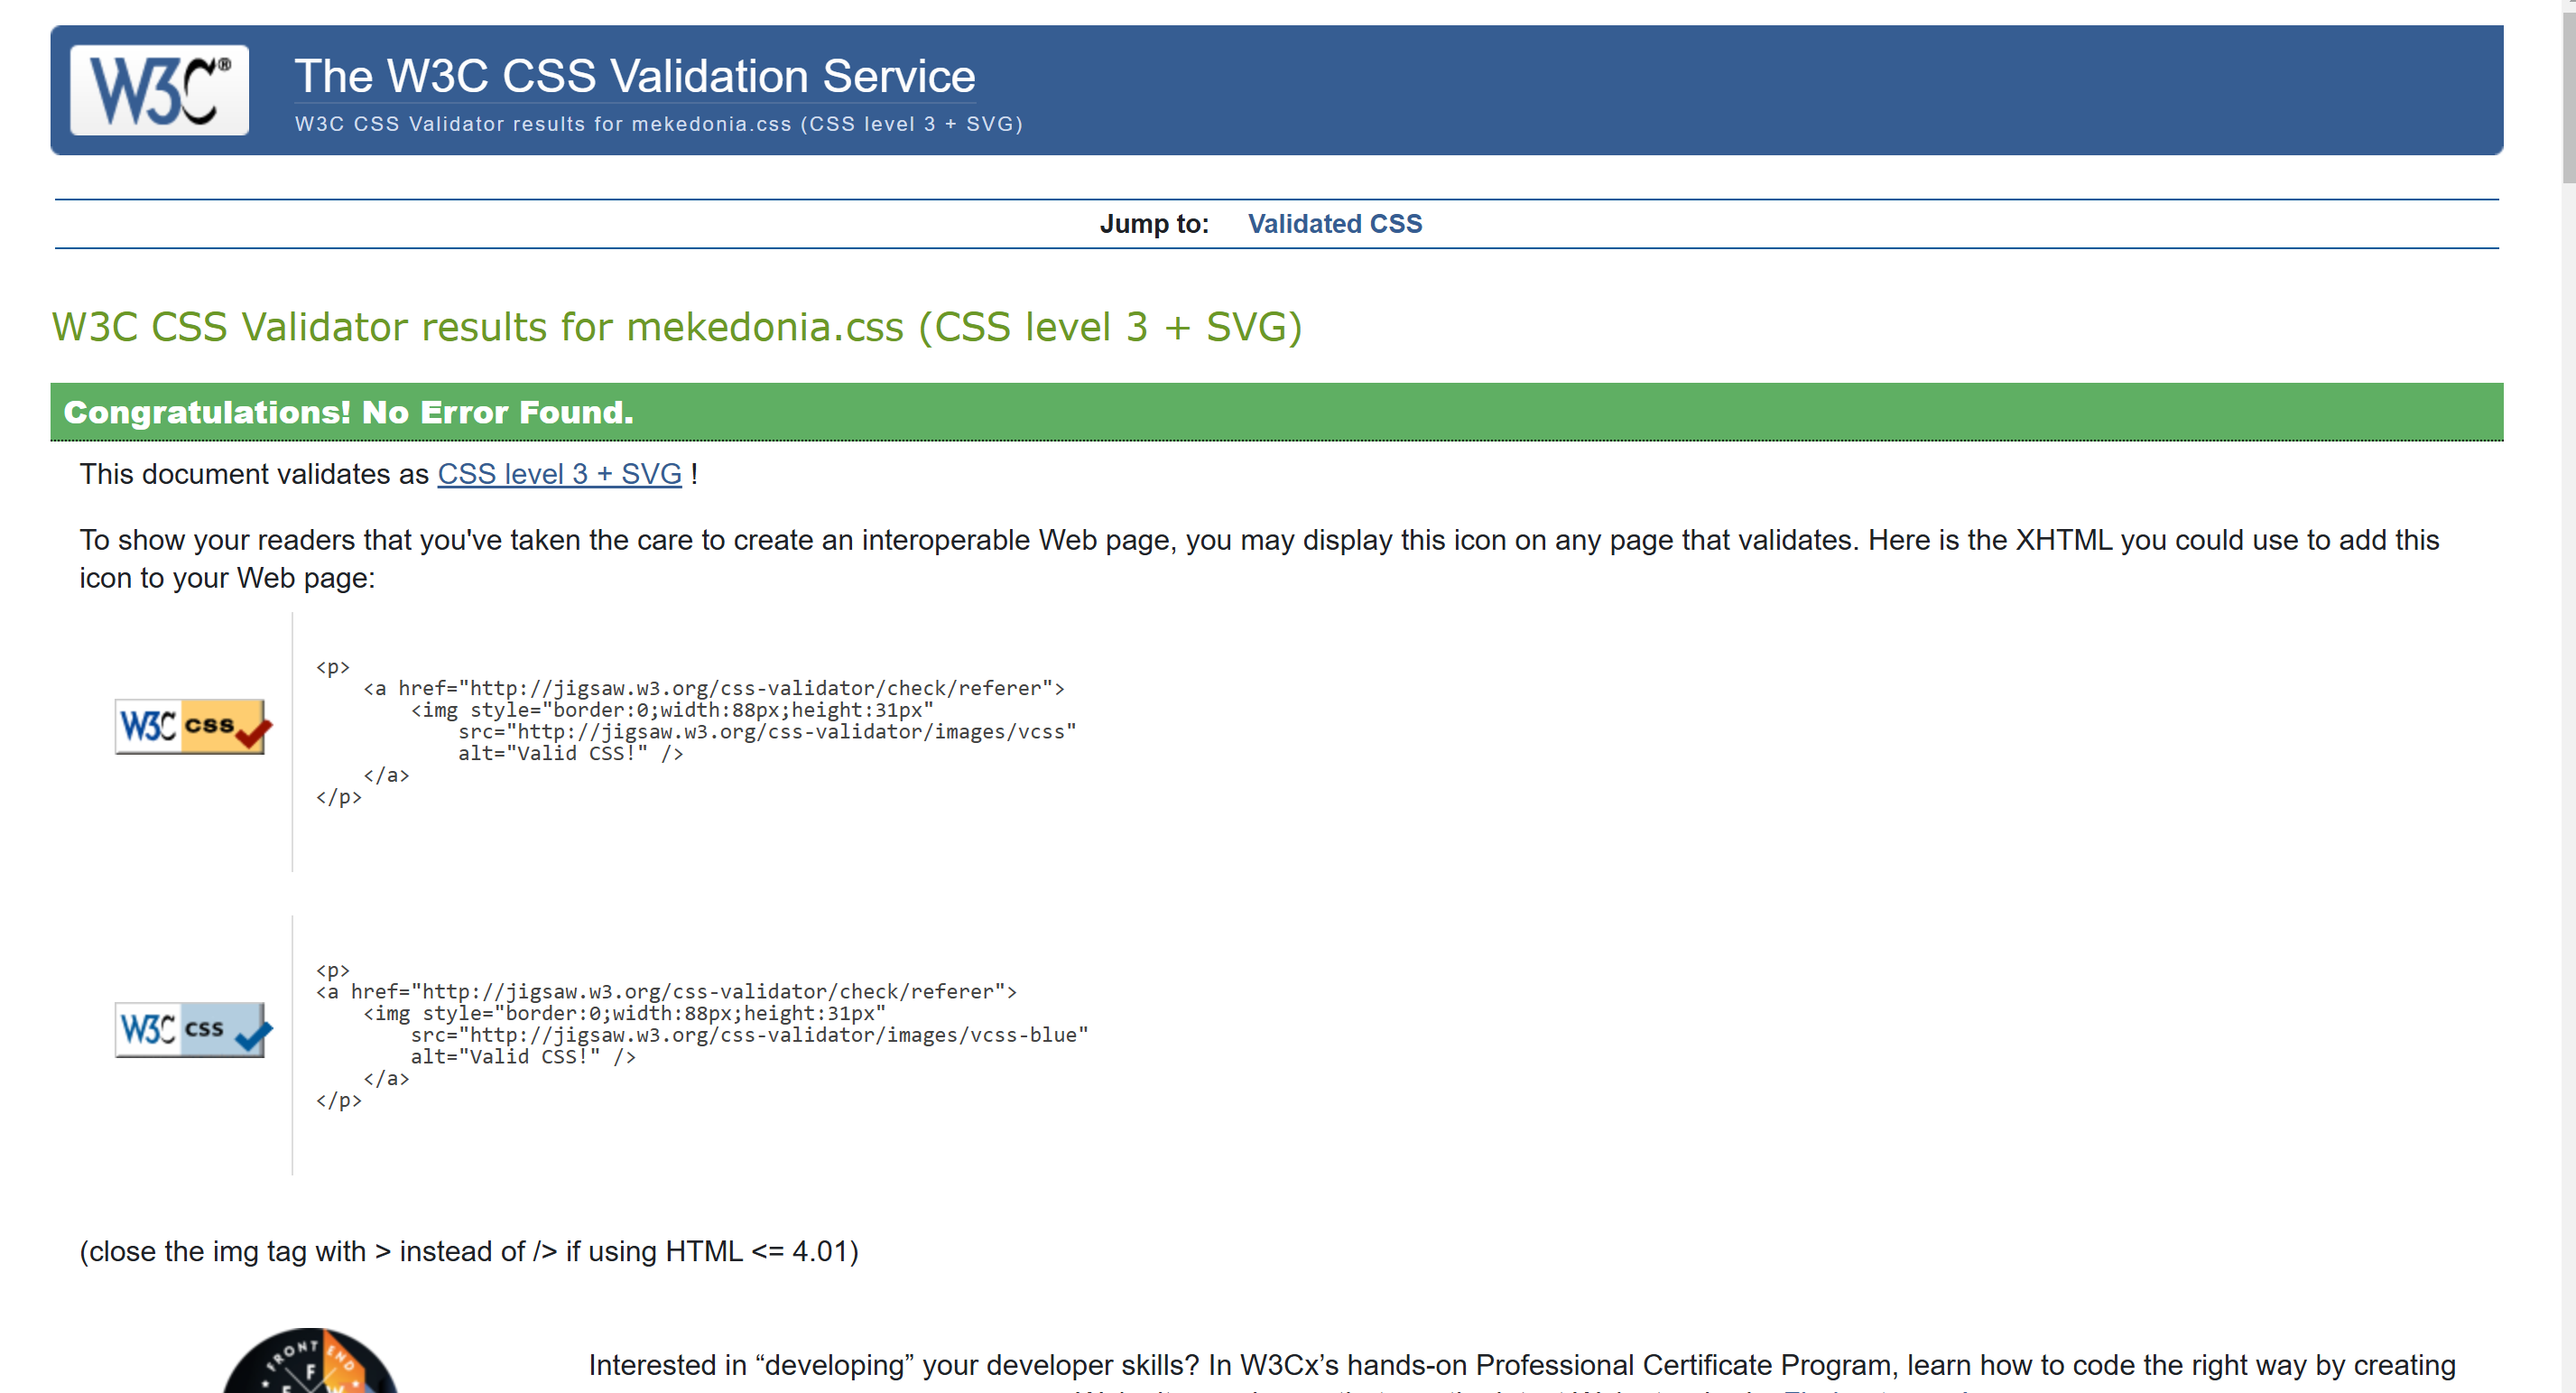 W3C®
The W3C CSS Validation Service
W3C CSS Validator results for mekedonia.css (CSS level 3 + SVG)
Jump to: Validated CSS
W3C CSS Validator results for mekedonia.css (CSS level 3 + SVG)
Congratulations! No Error Found.
This document validates as CSS level 3 + SVG !
To show your readers that you've taken the care to create an interoperable Web page, you may display this icon on any page that validates. Here is the XHTML you could use to add this
icon to your Web page:
W3C css
<p>
<a href="http://jigsaw.w3.org/css-validator/check/referer">
<img style="border:0;width:88px;height:31px"
src="http://jigsaw.w3.org/css-validator/images/vcss"
alt="Valid CSS!" />
</a>
</p>
W3C css
<p>
<a href="http://jigsaw.w3.org/css-validator/check/referer">
<img style="border:0;width:88px;height:31px"
src="http://jigsaw.w3.org/css-validator/images/vcss-blue"
alt="Valid CSS!" />
</a>
</p>
(close the img tag with > instead of /> if using HTML <= 4.01)
FRONT END
F
Interested in “developing” your developer skills? In W3Cx’s hands-on Professional Certificate Program, learn how to code the right way by creating